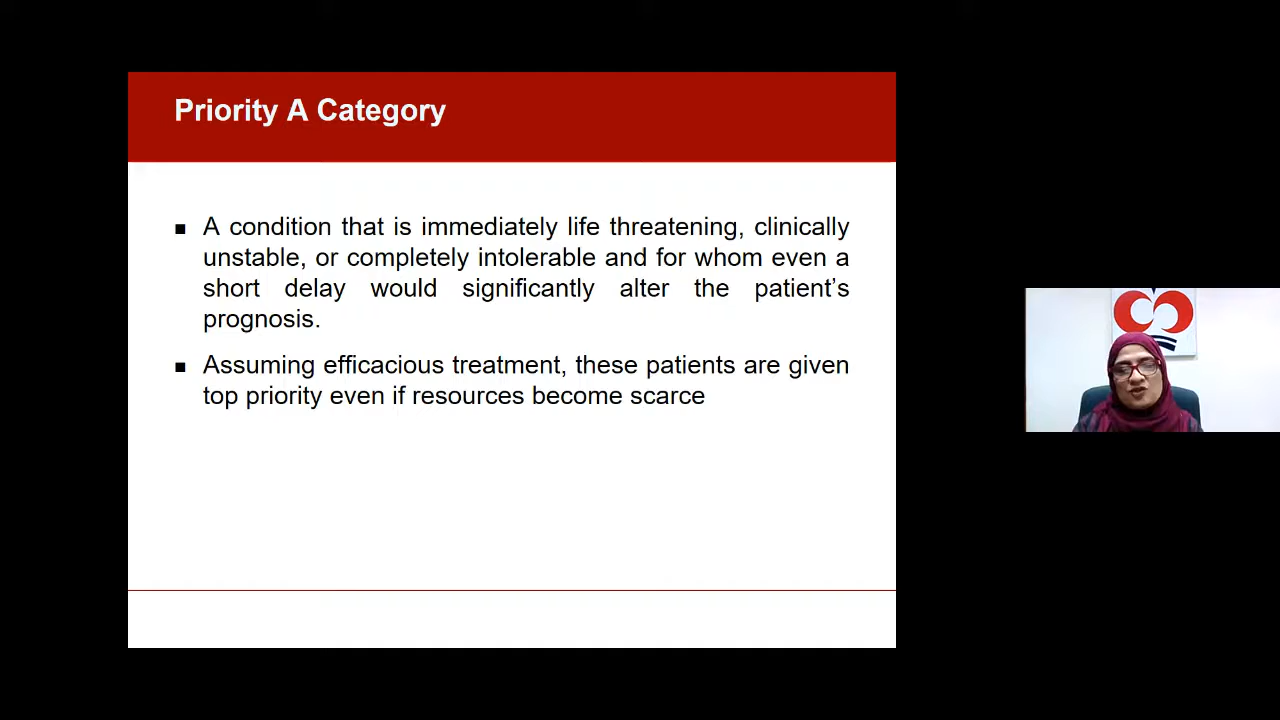 Priority A Category
▪ A condition that is immediately life threatening, clinically
unstable, or completely intolerable and for whom even a
short delay would significantly alter the patient’s
prognosis.
▪ Assuming efficacious treatment, these patients are given
top priority even if resources become scarce